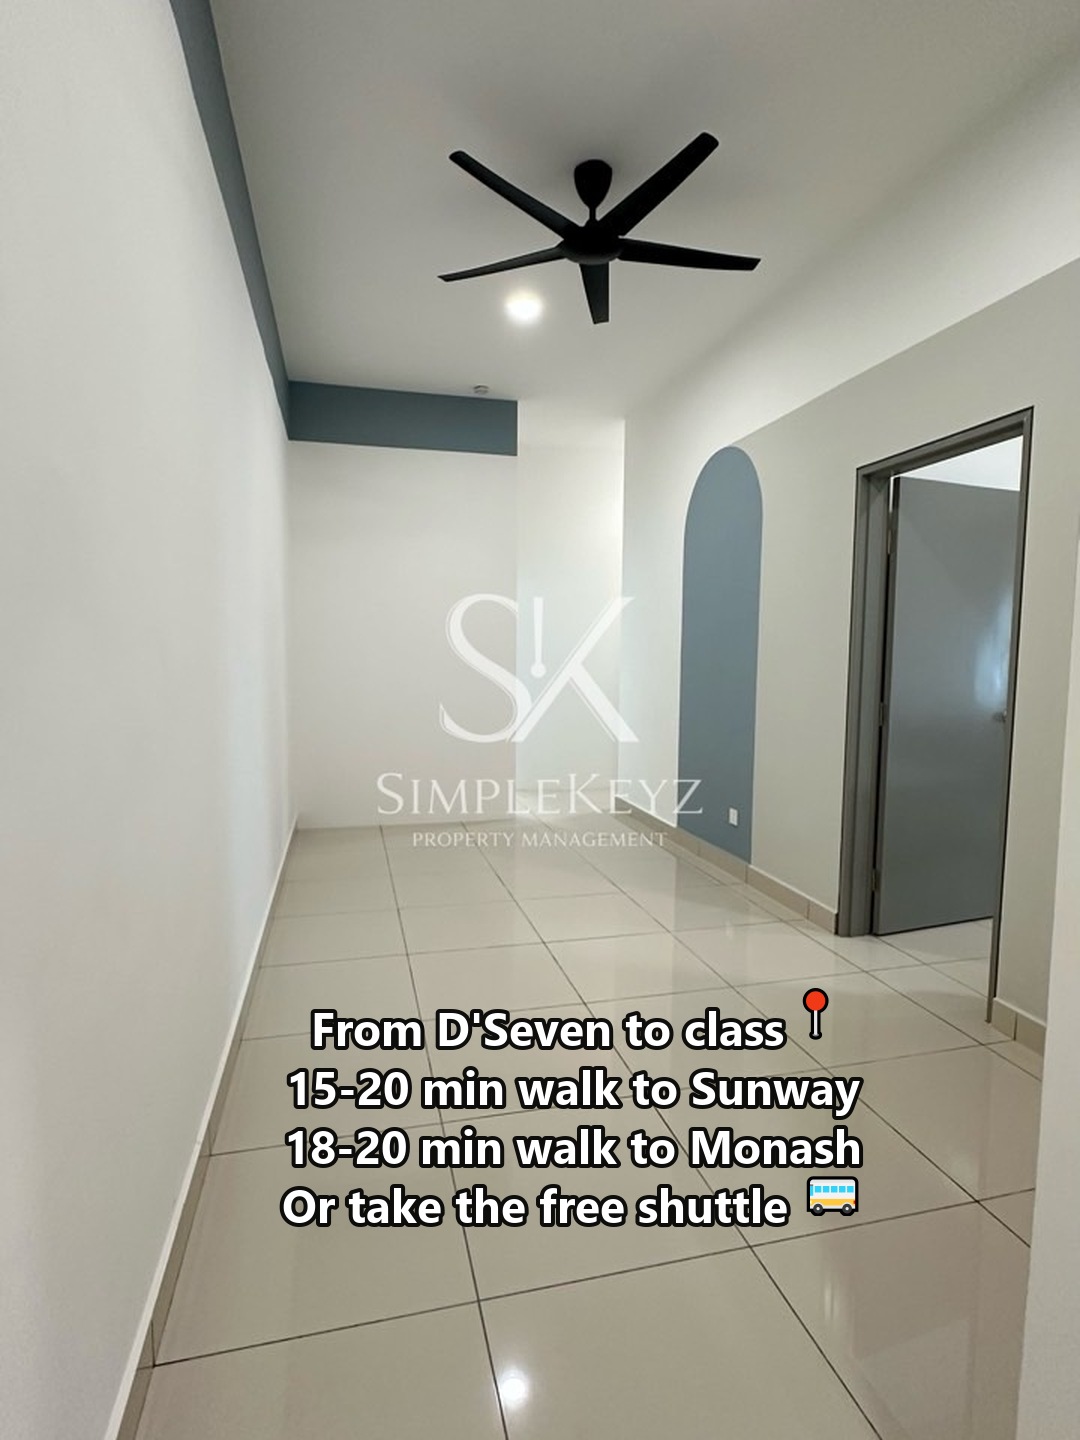 SK
SIMPLEKEYZ
PROPERTY MANAGEMENT
From D'Seven to class📍
15-20 min walk to Sunway
18-20 min walk to Monash
Or take the free shuttle 🚌